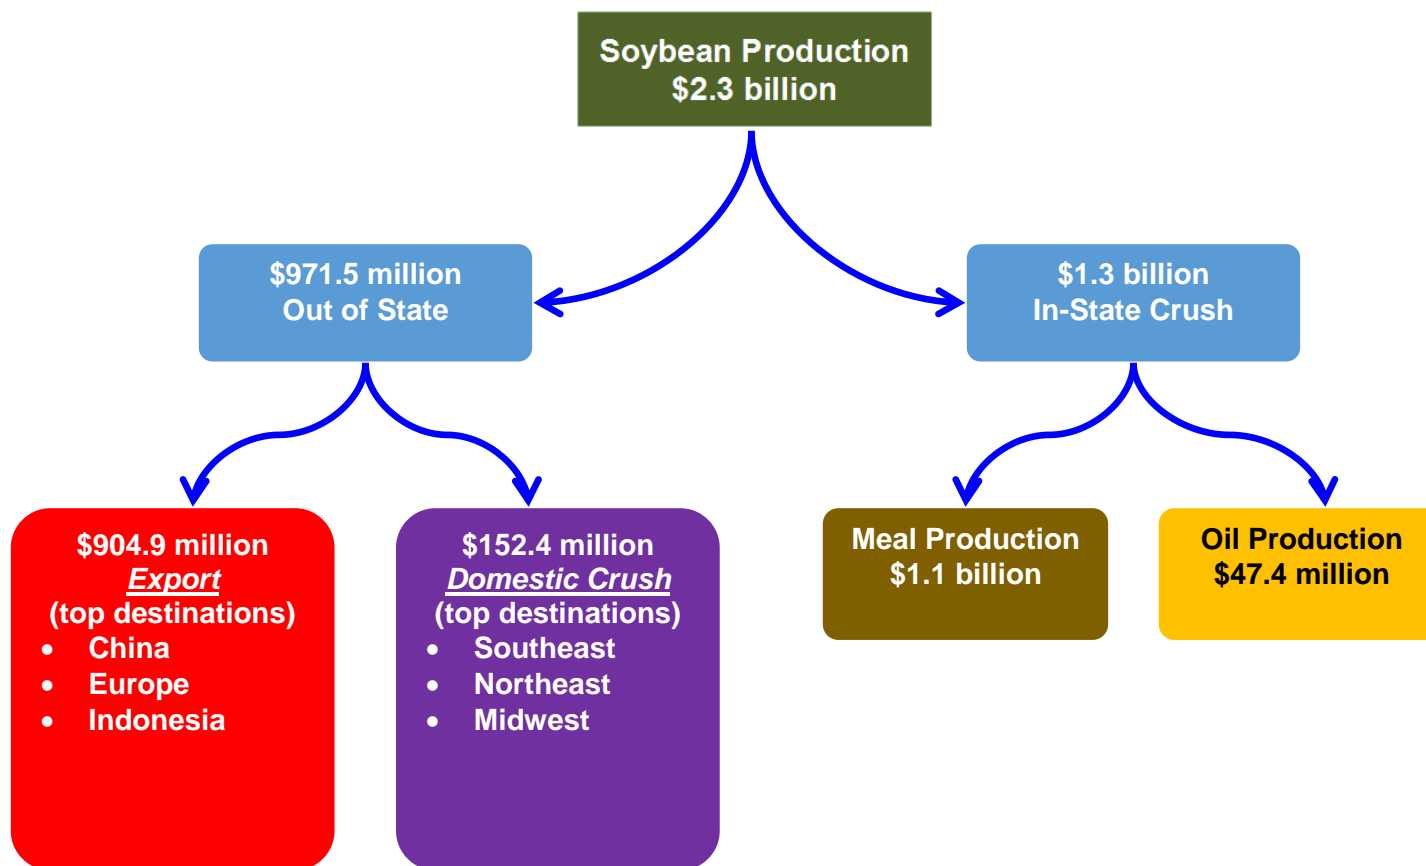 Soybean Production
$2.3 billion
$971.5 million
Out of State
$1.3 billion
In-State Crush
$904.9 million
Export
(top destinations)
• China
• Europe
• Indonesia
$152.4 million
Domestic Crush
(top destinations)
• Southeast
• Northeast
• Midwest
Meal Production
$1.1 billion
Oil Production
$47.4 million